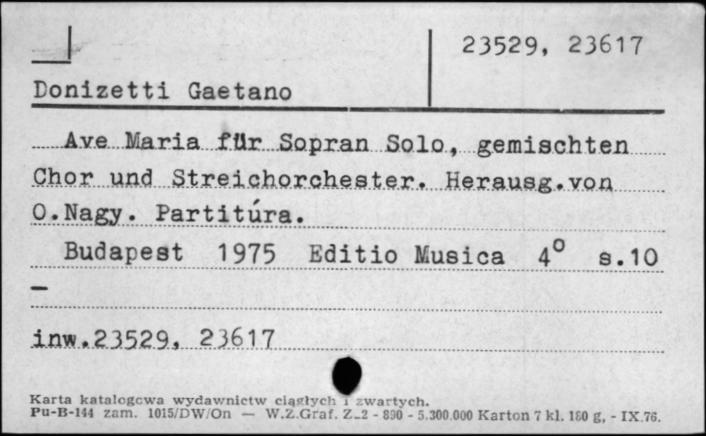 23529, 23617
Donizetti Gaetano
Ave Maria für Sopran Solo, gemischten
Chor und Streichorchester. Herausg.von
O.Nagy. Partitúra.
Budapest 1975 Editio Musica 4⁰ s.10
—
inw.23529, 23617
Karta katalogowa wydawnictw ciągłych i zwartych.
Pu-B-144 zam. 1015/DW/On — W.Z.Graf. Z_2 - 890 - 5.300.000 Karton 7 kl. 180 g, - IX.76.